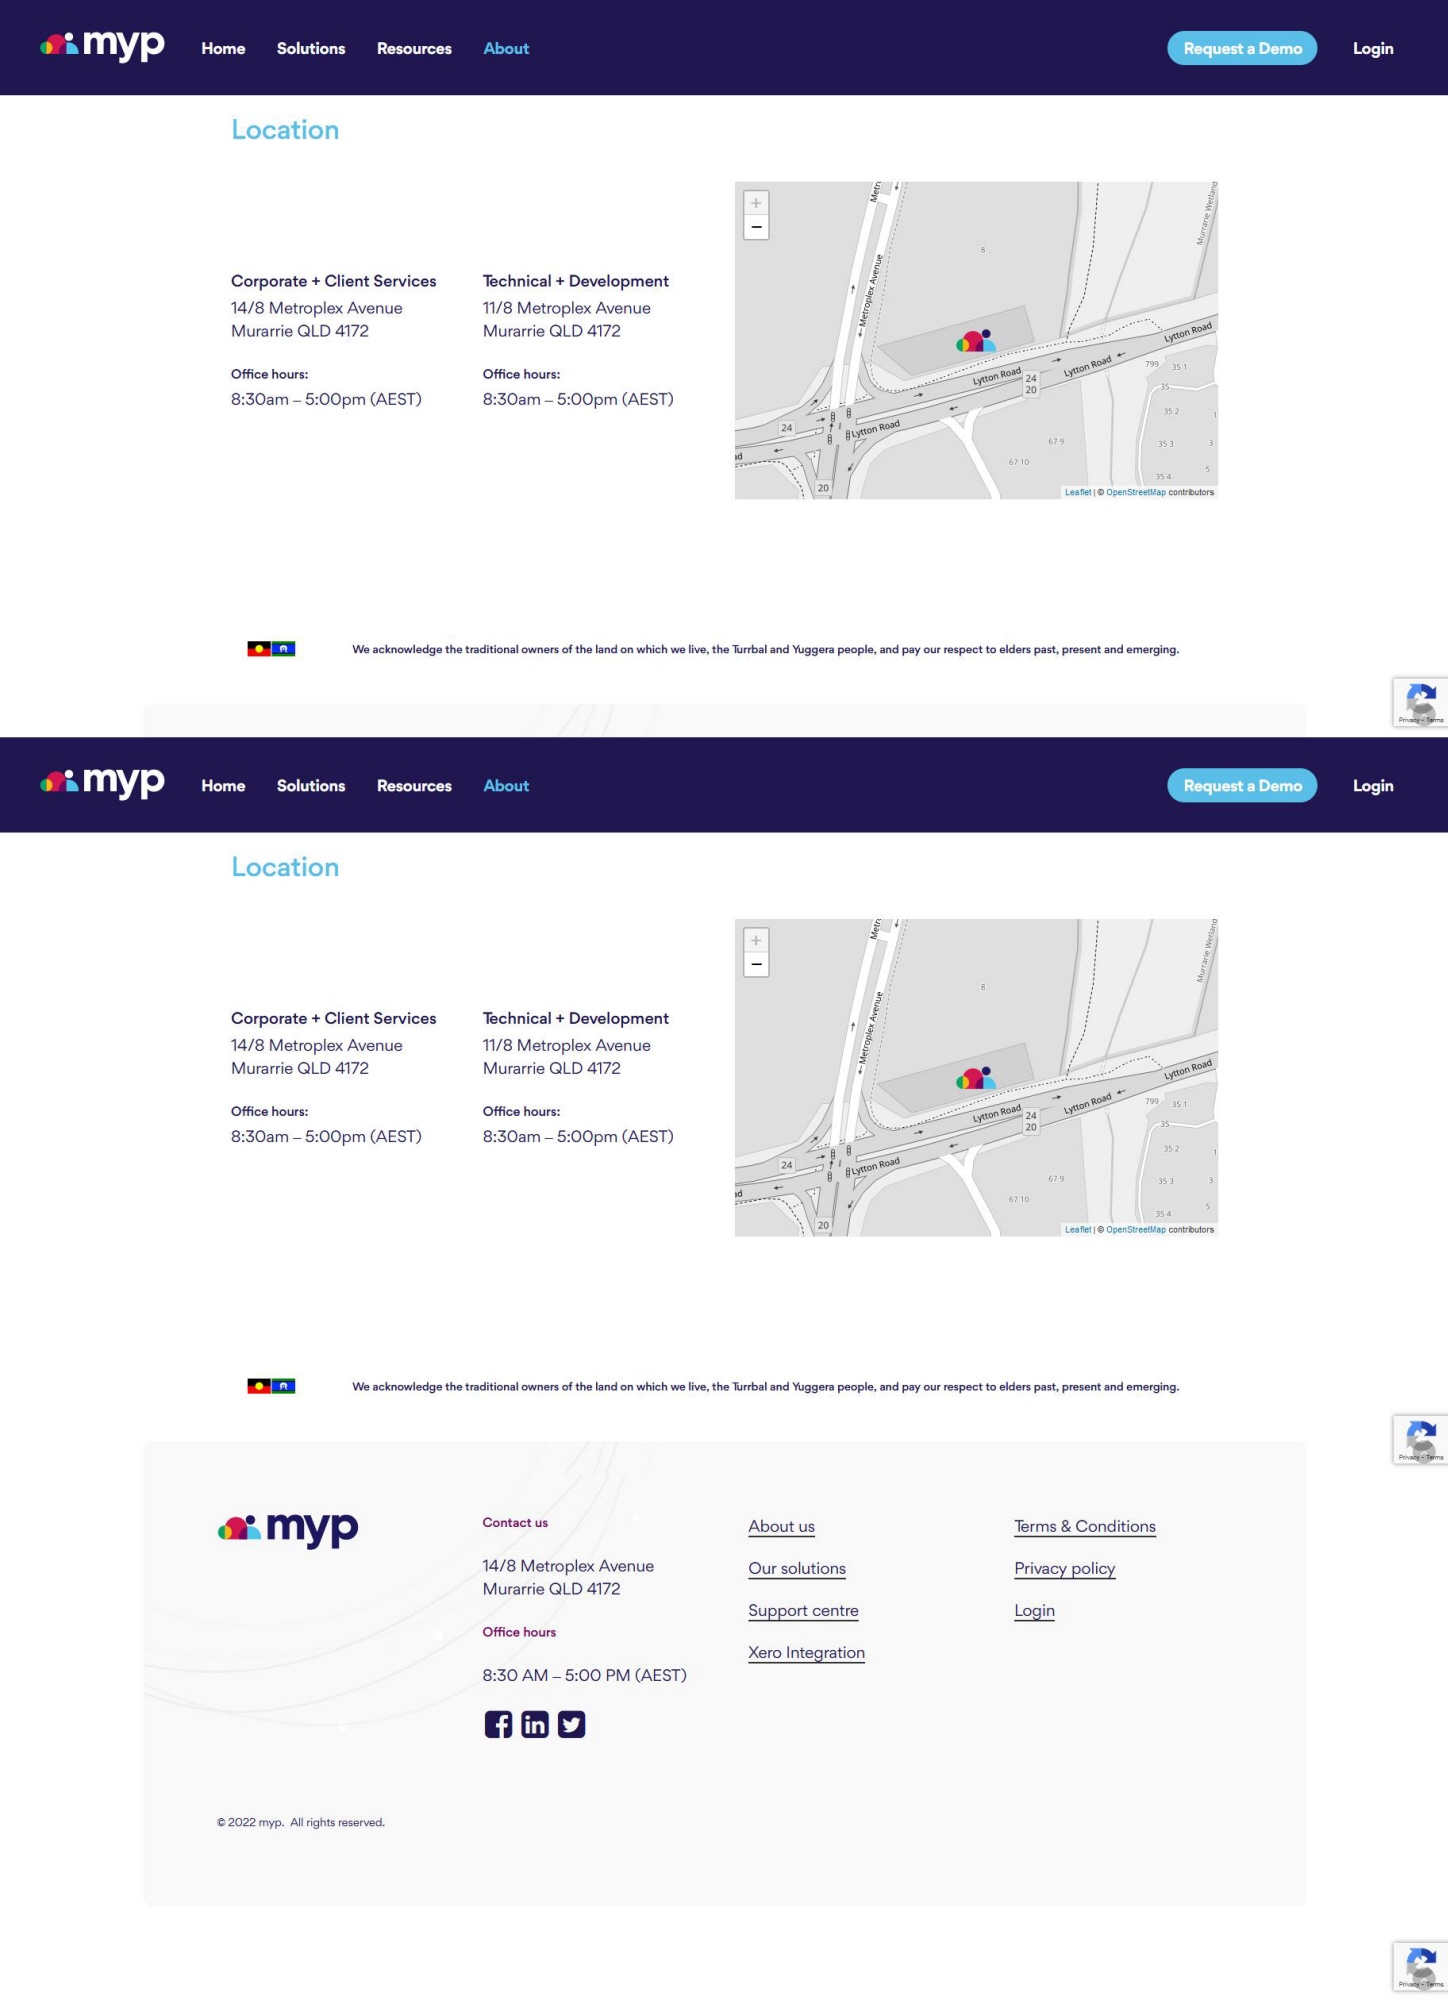 myp
Home
Solutions
Resources
About
Request a Demo
Login
Location
Corporate + Client Services
14/8 Metroplex Avenue
Murarrie QLD 4172
Office hours:
8:30am – 5:00pm (AEST)
Technical + Development
11/8 Metroplex Avenue
Murarrie QLD 4172
Office hours:
8:30am – 5:00pm (AEST)
+
−
Metro
Murrarie Wetland
8
Metroplex Avenue
Lytton Road
Lytton Road
Lytton Road
24
20
799
35 1
35
35 2
1
24
Lytton Road
67 9
35 3
3
ad
67 10
5
35 4
20
Leaflet | © OpenStreetMap contributors
We acknowledge the traditional owners of the land on which we live, the Turrbal and Yuggera people, and pay our respect to elders past, present and emerging.
Privacy - Terms
myp
Home
Solutions
Resources
About
Request a Demo
Login
Location
Corporate + Client Services
14/8 Metroplex Avenue
Murarrie QLD 4172
Office hours:
8:30am – 5:00pm (AEST)
Technical + Development
11/8 Metroplex Avenue
Murarrie QLD 4172
Office hours:
8:30am – 5:00pm (AEST)
+
−
Metro
Murrarie Wetland
8
Metroplex Avenue
Lytton Road
Lytton Road
Lytton Road
24
20
799
35 1
35
35 2
1
24
Lytton Road
67 9
35 3
3
ad
67 10
5
35 4
20
Leaflet | © OpenStreetMap contributors
We acknowledge the traditional owners of the land on which we live, the Turrbal and Yuggera people, and pay our respect to elders past, present and emerging.
Privacy - Terms
myp
Contact us
14/8 Metroplex Avenue
Murarrie QLD 4172
Office hours
8:30 AM – 5:00 PM (AEST)
About us
Our solutions
Support centre
Xero Integration
Terms & Conditions
Privacy policy
Login
© 2022 myp. All rights reserved.
Privacy - Terms